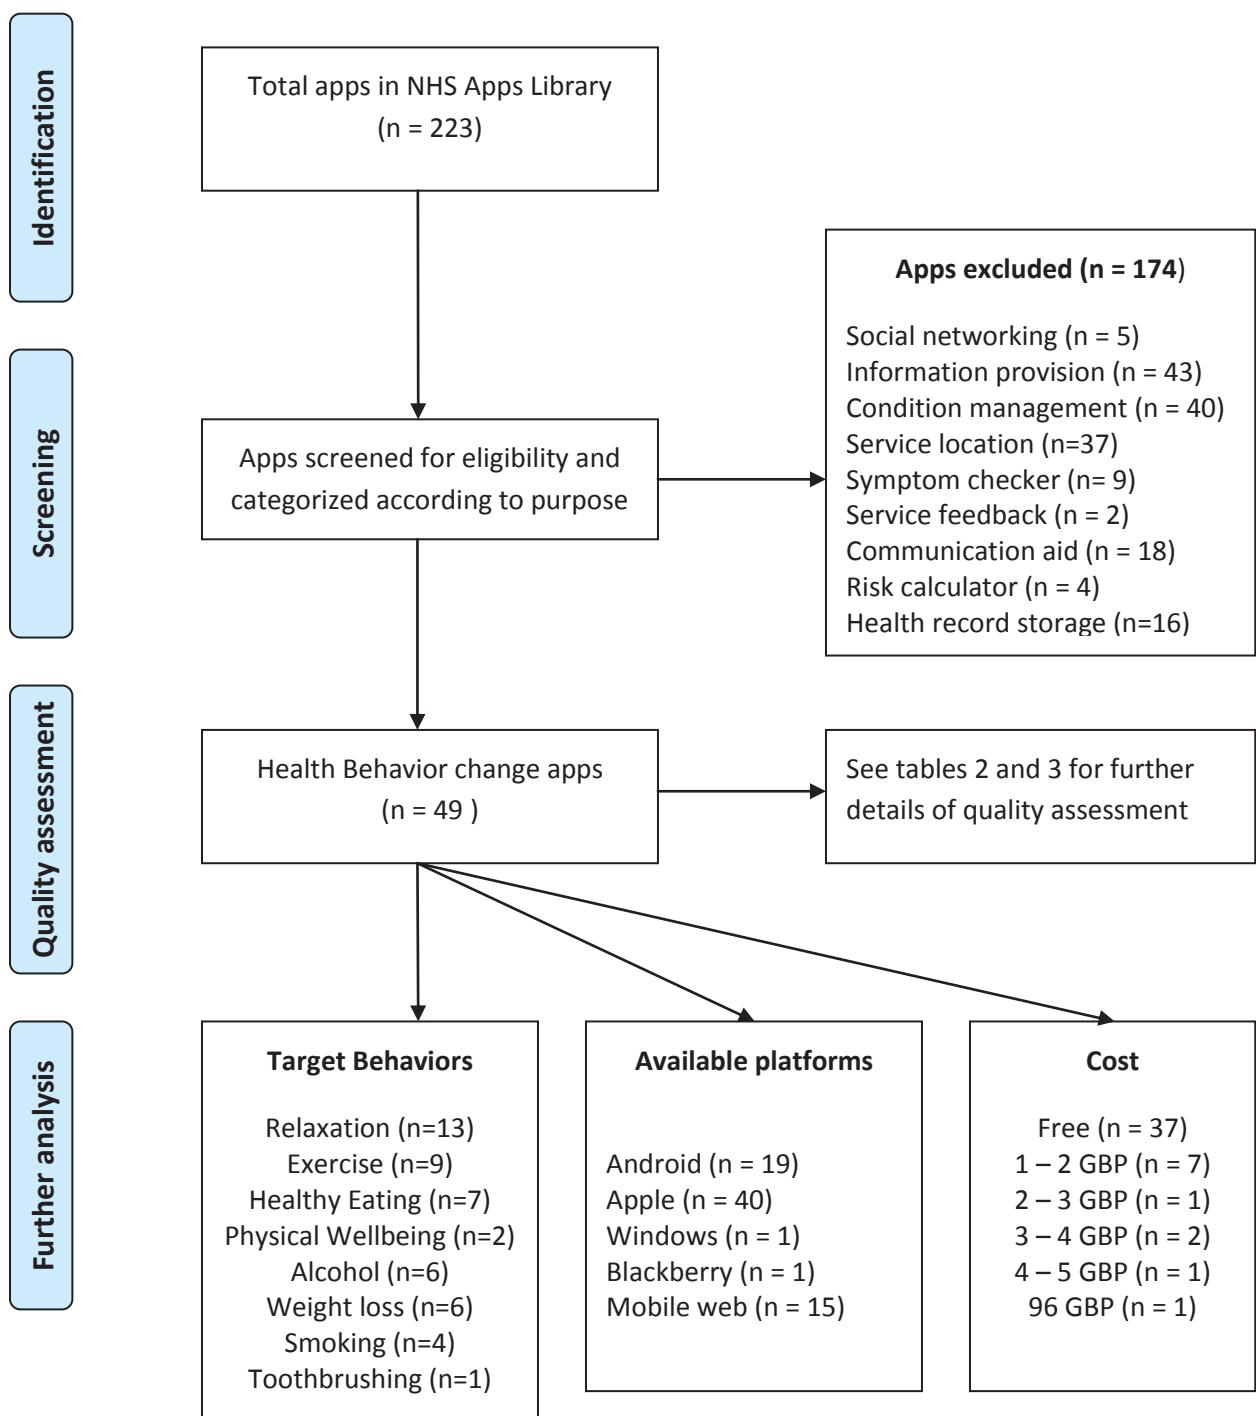 Identification
Total apps in NHS Apps Library
(n = 223)
Apps excluded (n = 174)
Social networking (n = 5)
Information provision (n = 43)
Condition management (n = 40)
Service location (n=37)
Symptom checker (n= 9)
Service feedback (n = 2)
Communication aid (n = 18)
Risk calculator (n = 4)
Health record storage (n=16)
Screening
Apps screened for eligibility and
categorized according to purpose
Quality assessment
Health Behavior change apps
(n = 49 )
See tables 2 and 3 for further
details of quality assessment
Further analysis
Target Behaviors
Relaxation (n=13)
Exercise (n=9)
Healthy Eating (n=7)
Physical Wellbeing (n=2)
Alcohol (n=6)
Weight loss (n=6)
Smoking (n=4)
Toothbrushing (n=1)
Available platforms
Android (n = 19)
Apple (n = 40)
Windows (n = 1)
Blackberry (n = 1)
Mobile web (n = 15)
Cost
Free (n = 37)
1 – 2 GBP (n = 7)
2 – 3 GBP (n = 1)
3 – 4 GBP (n = 2)
4 – 5 GBP (n = 1)
96 GBP (n = 1)